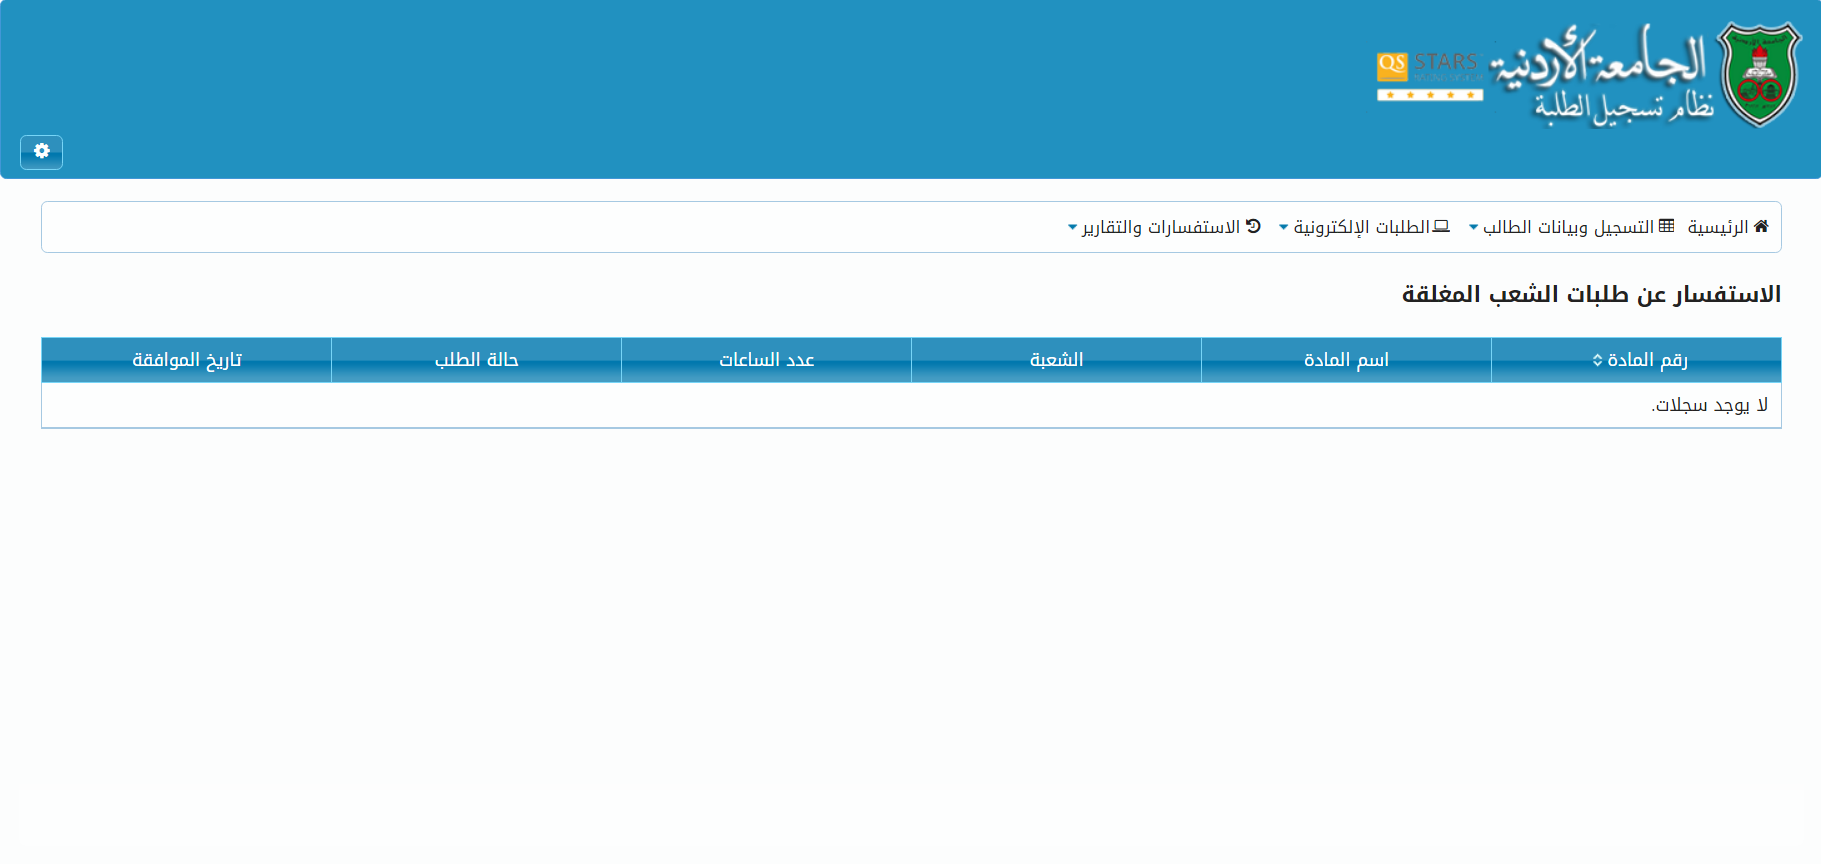 الجامعة الأردنية
نظام تسجيل الطلبة
QS STARS
الرئيسية التسجيل وبيانات الطالب الطلبات الإلكترونية الاستفسارات والتقارير
الاستفسار عن طلبات الشعب المغلقة
رقم المادة اسم المادة الشعبة عدد الساعات حالة الطلب تاريخ الموافقة
لا يوجد سجلات.